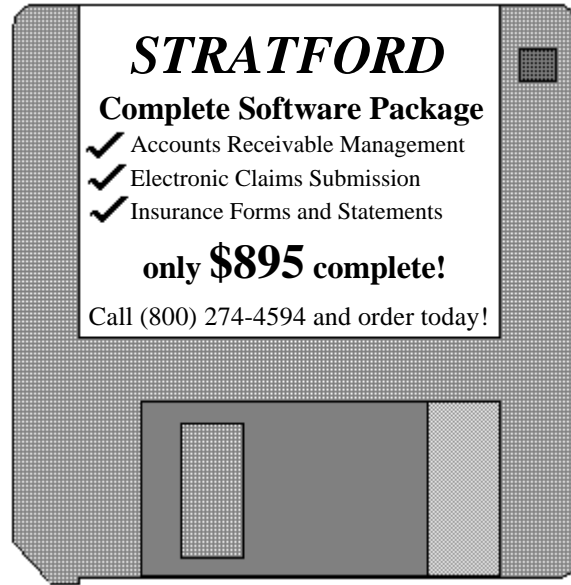 STRATFORD
Complete Software Package
Accounts Receivable Management
Electronic Claims Submission
Insurance Forms and Statements
only $895 complete!
Call (800) 274-4594 and order today!